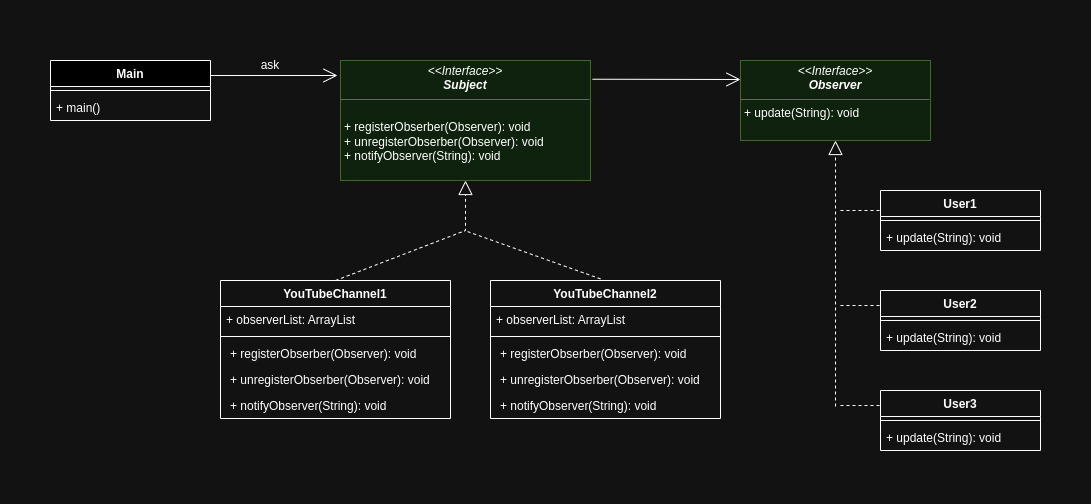 Main
+ main()
ask
<<Interface>>
Subject
+ registerObserber(Observer): void
+ unregisterObserber(Observer): void
+ notifyObserver(String): void
<<Interface>>
Observer
+ update(String): void
YouTubeChannel1
+ observerList: ArrayList
+ registerObserber(Observer): void
+ unregisterObserber(Observer): void
+ notifyObserver(String): void
YouTubeChannel2
+ observerList: ArrayList
+ registerObserber(Observer): void
+ unregisterObserber(Observer): void
+ notifyObserver(String): void
User1
+ update(String): void
User2
+ update(String): void
User3
+ update(String): void